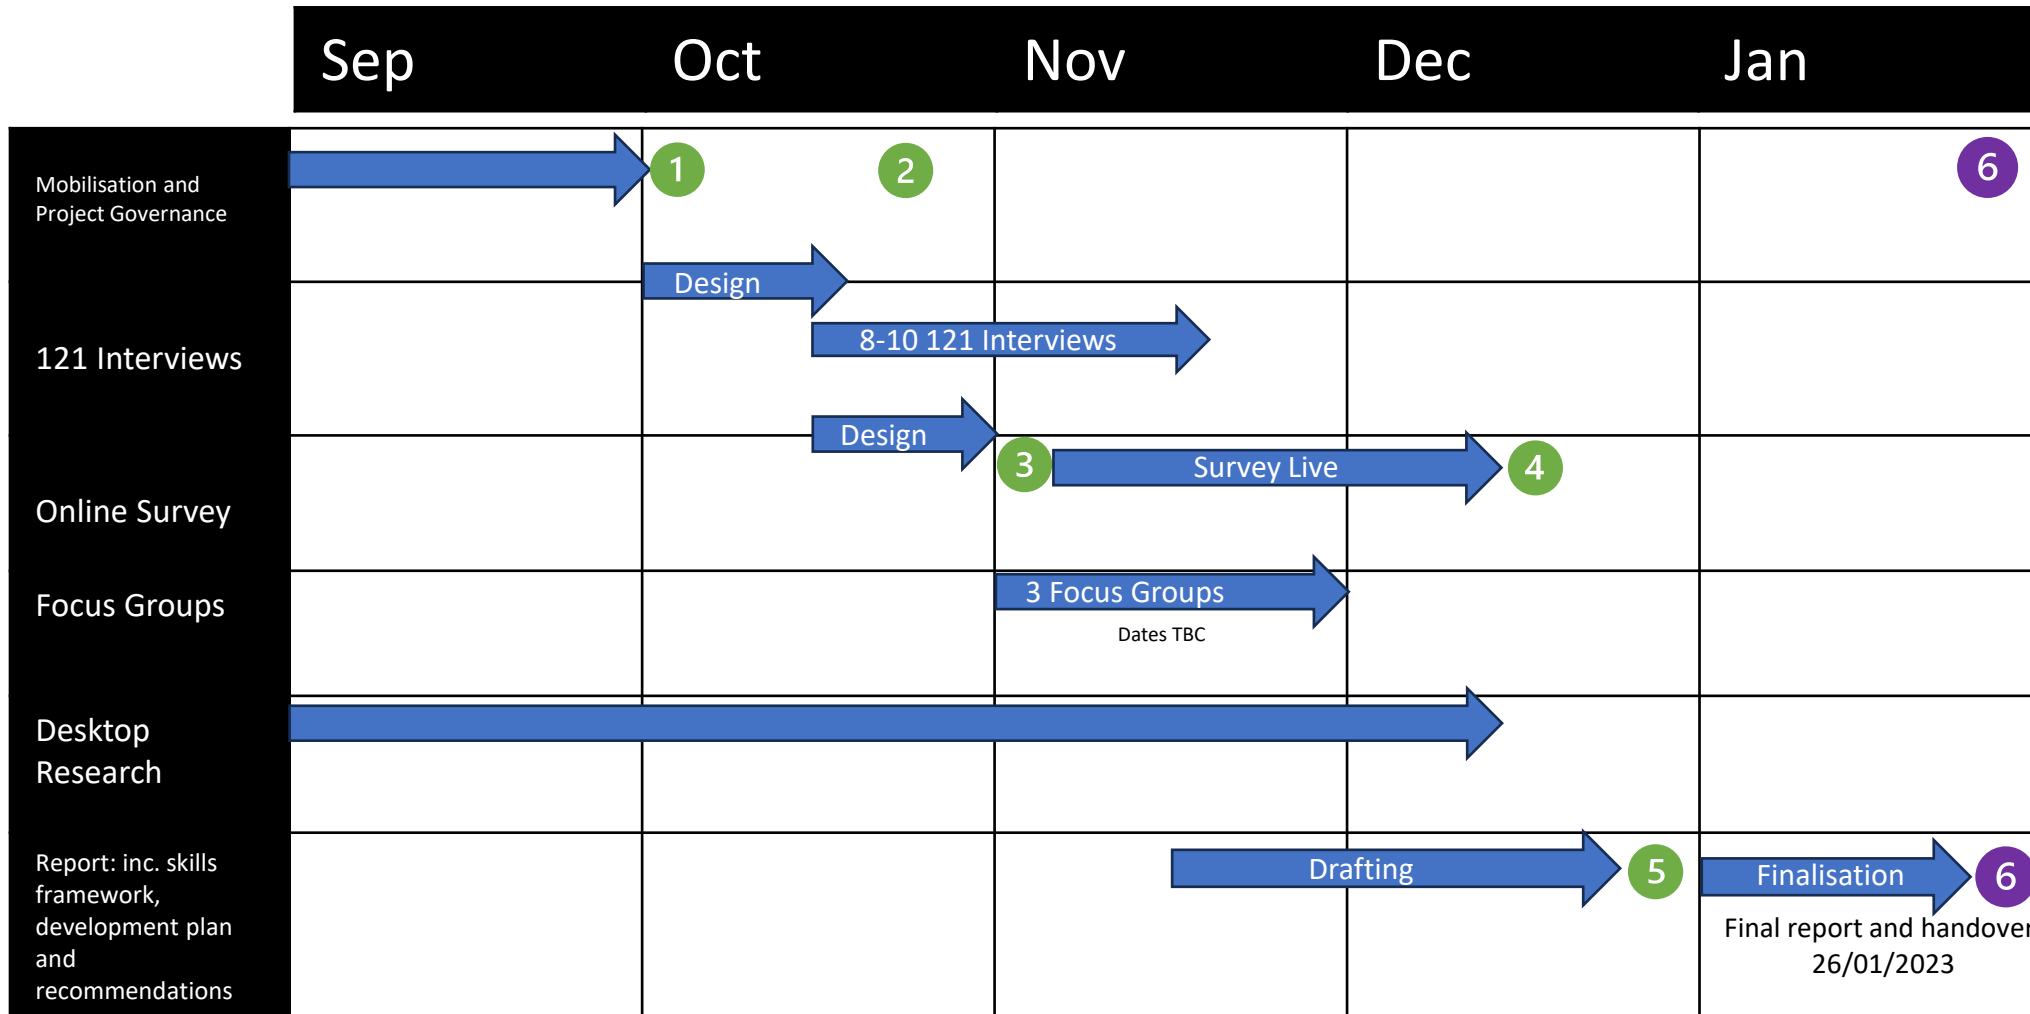 Sep Oct Nov Dec Jan
Mobilisation and
Project Governance
1 2 6
Design
121 Interviews
8-10 121 Interviews
Design
Online Survey
3 Survey Live 4
Focus Groups
3 Focus Groups
Dates TBC
Desktop
Research
Report: inc. skills
framework,
development plan
and
recommendations
Drafting 5 Finalisation 6
Final report and handover
26/01/2023